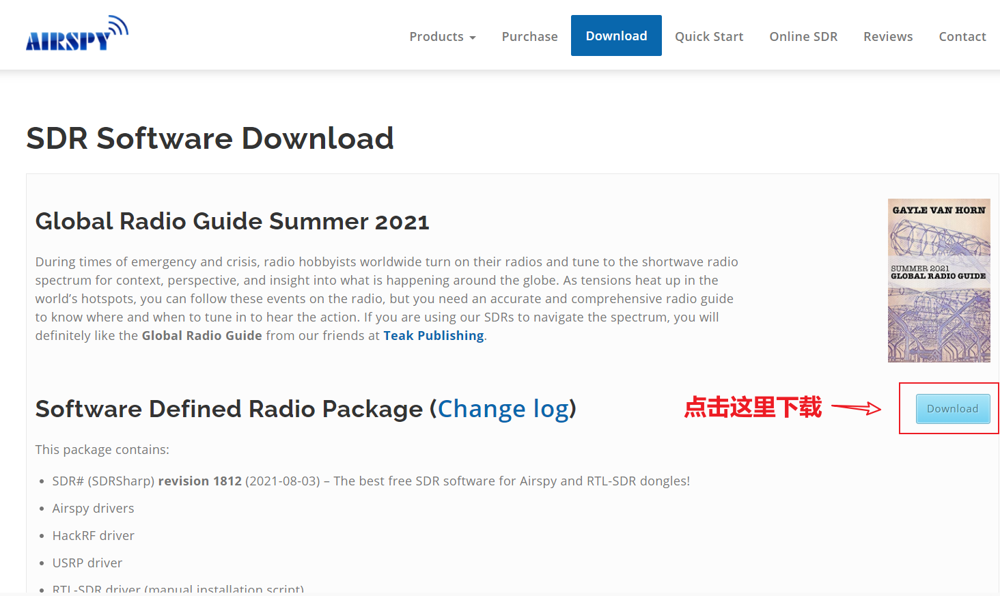 AIRSPY
Products
Purchase
Download
Quick Start
Online SDR
Reviews
Contact
SDR Software Download
Global Radio Guide Summer 2021
During times of emergency and crisis, radio hobbyists worldwide turn on their radios and tune to the shortwave radio
spectrum for context, perspective, and insight into what is happening around the globe. As tensions heat up in the
world’s hotspots, you can follow these events on the radio, but you need an accurate and comprehensive radio guide
to know where and when to tune in to hear the action. If you are using our SDRs to navigate the spectrum, you will
definitely like the Global Radio Guide from our friends at Teak Publishing.
GAYLE VAN HORN
SUMMER 2021
GLOBAL RADIO GUIDE
Software Defined Radio Package (Change log)
点击这里下载
Download
This package contains:
• SDR# (SDRSharp) revision 1812 (2021-08-03) – The best free SDR software for Airspy and RTL-SDR dongles!
• Airspy drivers
• HackRF driver
• USRP driver
• RTL-SDR driver (manual installation script)